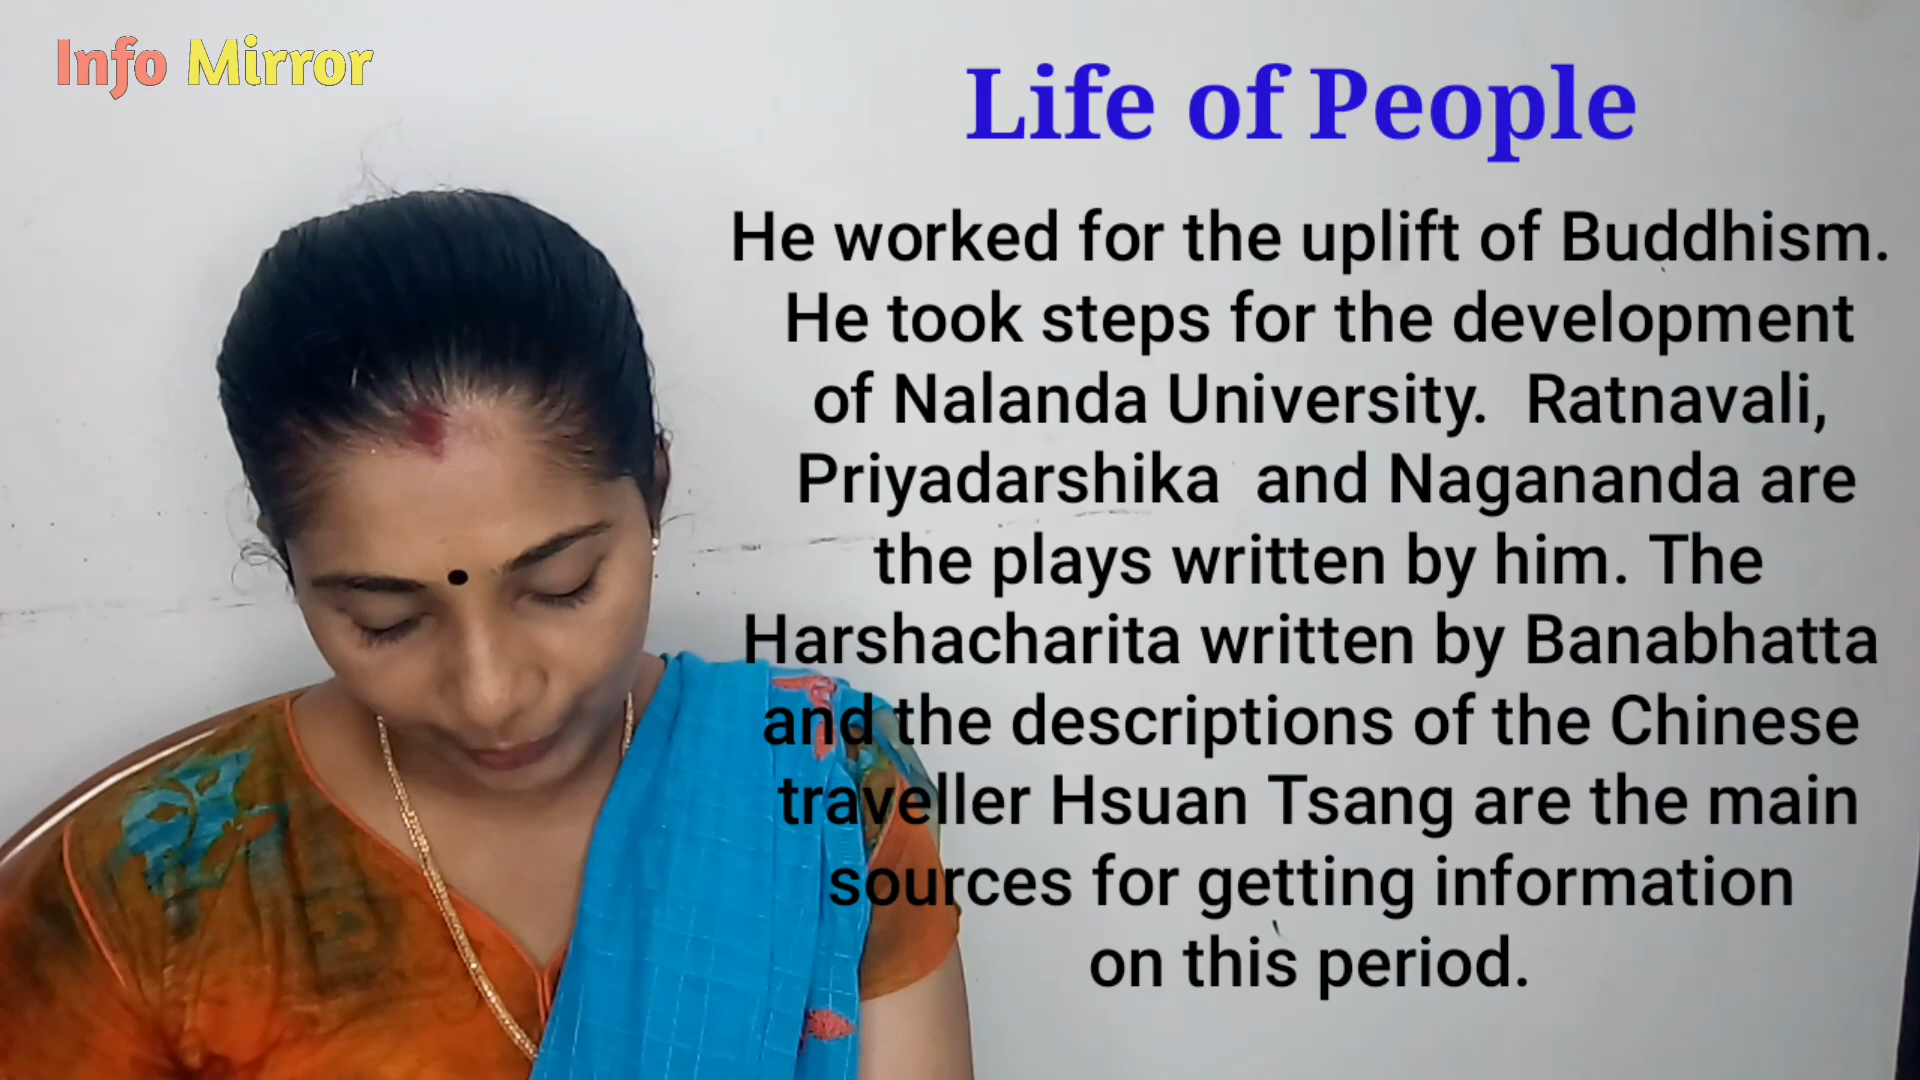 Info Mirror
Life of People
He worked for the uplift of Buddhism.
He took steps for the development
of Nalanda University.  Ratnavali,
Priyadarshika  and Nagananda are
the plays written by him. The
Harshacharita written by Banabhatta
and the descriptions of the Chinese
traveller Hsuan Tsang are the main
sources for getting information
on this period.